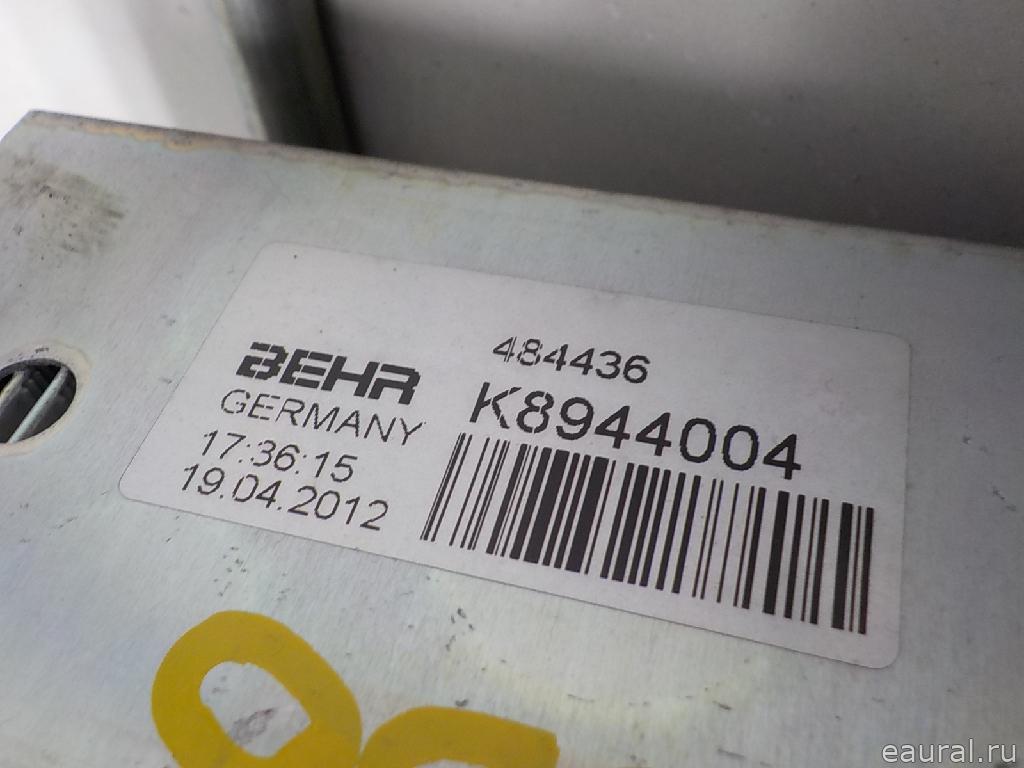 BEHR
GERMANY
17:36:15
19.04.2012
484436
K8944004
eaural.ru